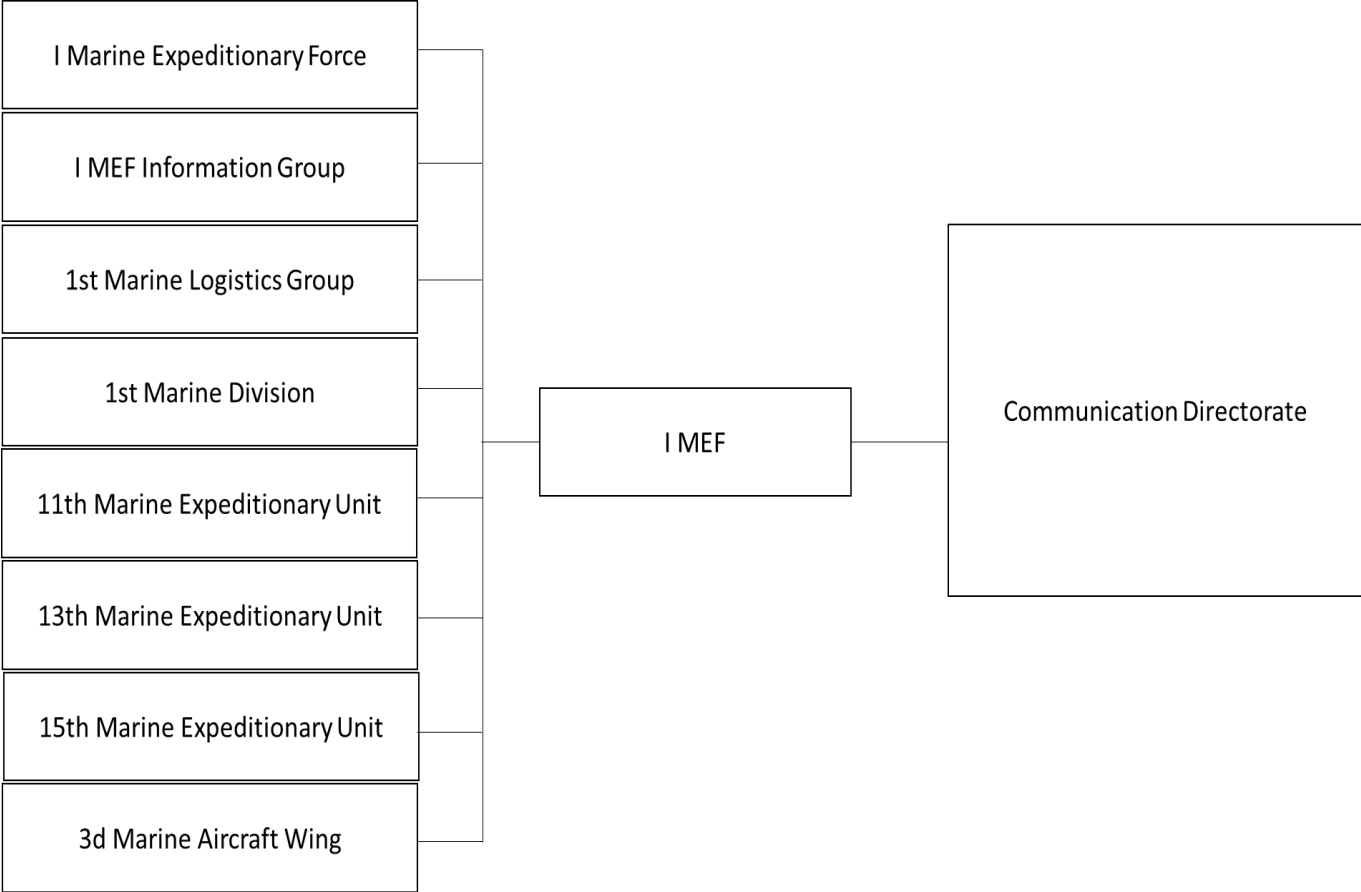 I Marine Expeditionary Force
I MEF Information Group
1st Marine Logistics Group
1st Marine Division
11th Marine Expeditionary Unit
13th Marine Expeditionary Unit
15th Marine Expeditionary Unit
3d Marine Aircraft Wing
I MEF
Communication Directorate